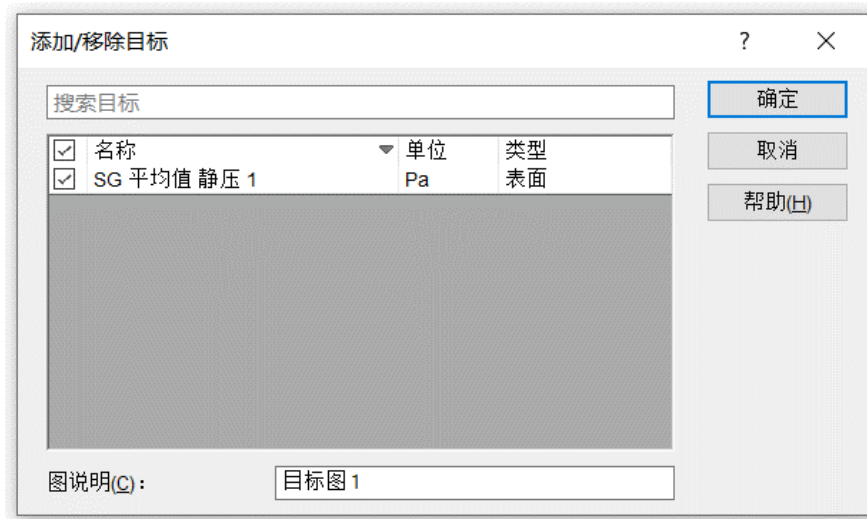 添加/移除目标 ?
搜索目标 确定
名称 单位 类型 取消
SG 平均值 静压 1 Pa 表面
帮助(H)
图说明(C)： 目标图 1